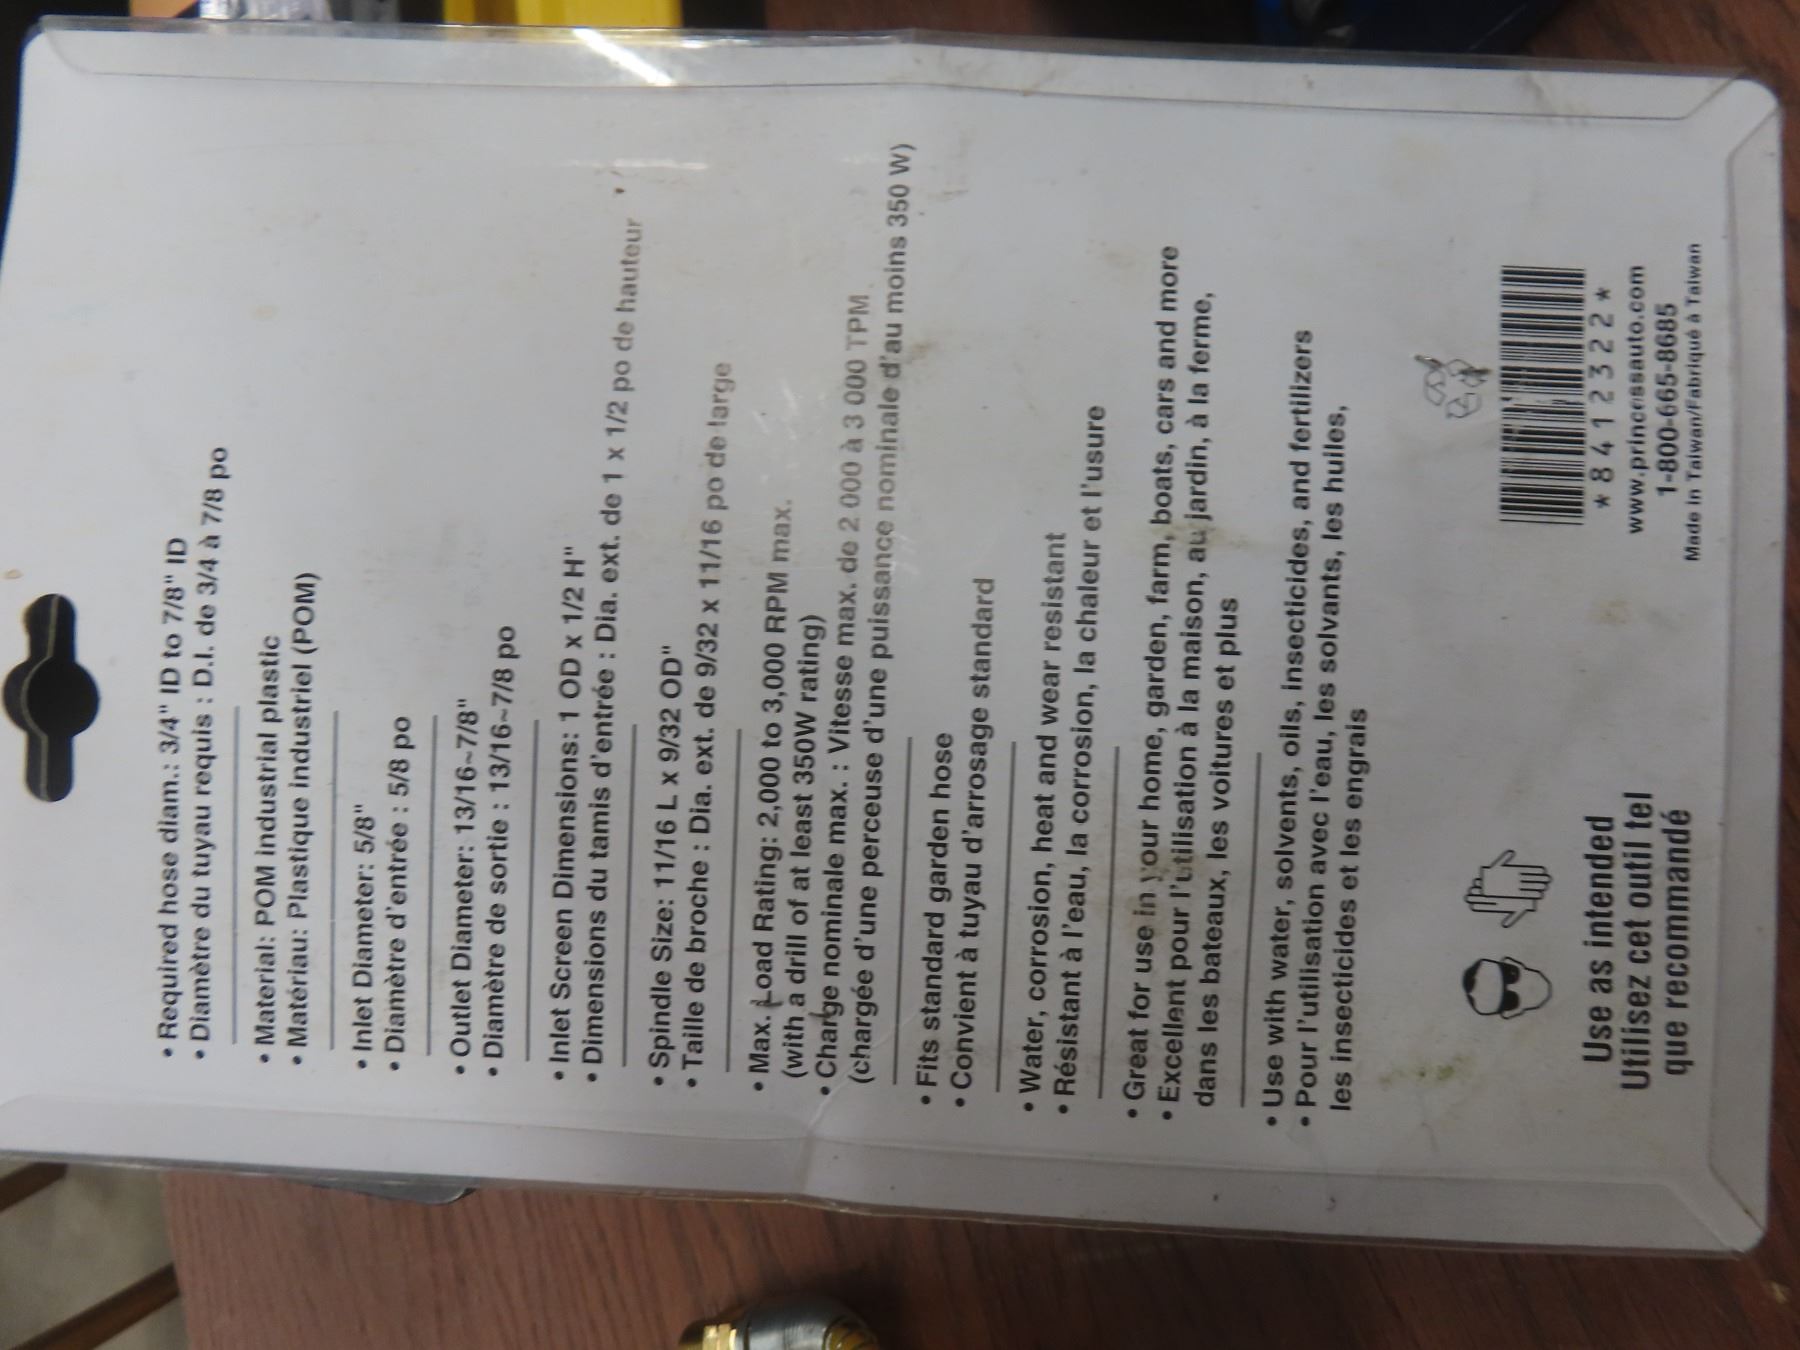 • Required hose diam.: 3/4" ID to 7/8" ID
• Diamètre du tuyau requis : D.I. de 3/4 à 7/8 po
• Material: POM industrial plastic
• Matériau: Plastique industriel (POM)
• Inlet Diameter: 5/8"
• Diamètre d'entrée : 5/8 po
• Outlet Diameter: 13/16~7/8"
• Diamètre de sortie : 13/16~7/8 po
• Inlet Screen Dimensions: 1 OD x 1/2 H"
• Dimensions du tamis d'entrée : Dia. ext. de 1 x 1/2 po de hauteur
• Spindle Size: 11/16 L x 9/32 OD"
• Taille de broche : Dia. ext. de 9/32 x 11/16 po de large
• Max. Load Rating: 2,000 to 3,000 RPM max.
(with a drill of at least 350W rating)
• Charge nominale max. : Vitesse max. de 2 000 à 3 000 TPM
(chargée d'une perceuse d'une puissance nominale d'au moins 350 W)
• Fits standard garden hose
• Convient à tuyau d'arrosage standard
• Water, corrosion, heat and wear resistant
• Résistant à l'eau, la corrosion, la chaleur et l'usure
• Great for use in your home, garden, farm, boats, cars and more
• Excellent pour l'utilisation à la maison, au jardin, à la ferme,
dans les bateaux, les voitures et plus
• Use with water, solvents, oils, insecticides, and fertilizers
• Pour l'utilisation avec l'eau, les solvants, les huiles,
les insecticides et les engrais
Use as intended
Utilisez cet outil tel
que recommandé
*8412322*
www.princessauto.com
1-800-665-8685
Made in Taiwan/Fabriqué à Taiwan